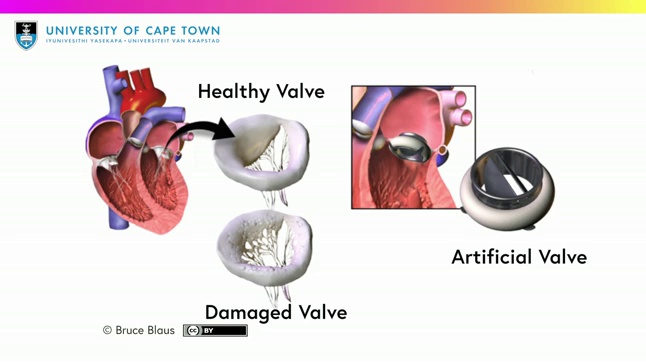 UNIVERSITY OF CAPE TOWN
IYUNIVESITHI YASEKAPA • UNIVERSITEIT VAN KAAPSTAD
Healthy Valve
Artificial Valve
Damaged Valve
© Bruce Blaus
cc BY